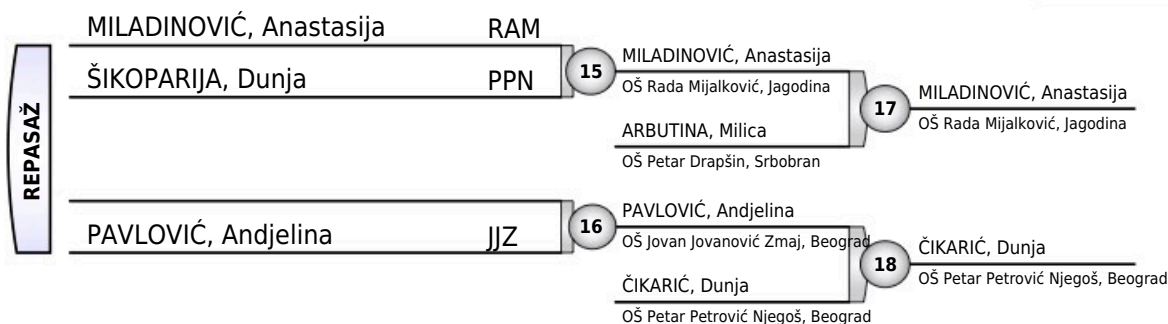 REPASAŽ
MILADINOVIĆ, Anastasija RAM
ŠIKOPARIJA, Dunja PPN
15
MILADINOVIĆ, Anastasija
OŠ Rada Mijalković, Jagodina
ARBUTINA, Milica
OŠ Petar Drapšin, Srbobran
17
MILADINOVIĆ, Anastasija
OŠ Rada Mijalković, Jagodina
PAVLOVIĆ, Andjelina JJZ
16
PAVLOVIĆ, Andjelina
OŠ Jovan Jovanović Zmaj, Beograd
ČIKARIĆ, Dunja
OŠ Petar Petrović Njegoš, Beograd
18
ČIKARIĆ, Dunja
OŠ Petar Petrović Njegoš, Beograd